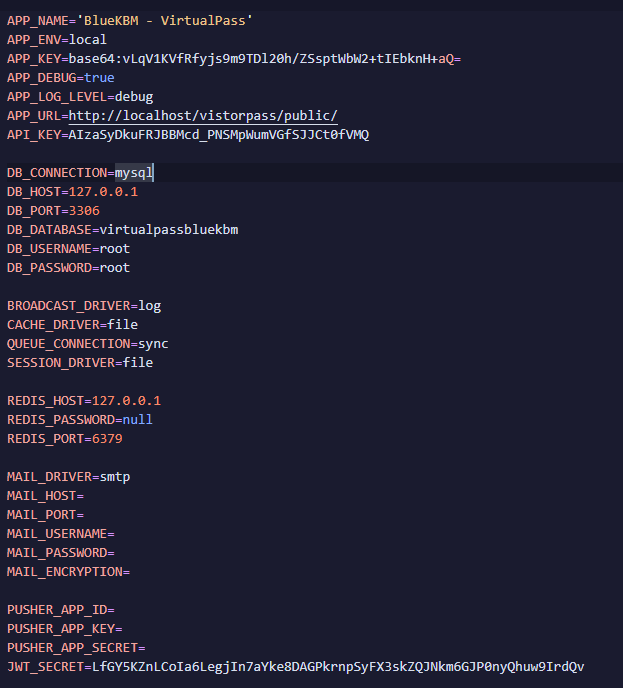 APP_NAME='BlueKBM - VirtualPass'
APP_ENV=local
APP_KEY=base64:vLqV1KVfRfyjs9m9TDl20h/ZSsptWbW2+tIEbknH+aQ=
APP_DEBUG=true
APP_LOG_LEVEL=debug
APP_URL=http://localhost/vistorpass/public/
API_KEY=AIzaSyDkuFRJBBMcd_PNSMpWumVGfSJJCt0fVMQ
DB_CONNECTION=mysql
DB_HOST=127.0.0.1
DB_PORT=3306
DB_DATABASE=virtualpassbluekbm
DB_USERNAME=root
DB_PASSWORD=root
BROADCAST_DRIVER=log
CACHE_DRIVER=file
QUEUE_CONNECTION=sync
SESSION_DRIVER=file
REDIS_HOST=127.0.0.1
REDIS_PASSWORD=null
REDIS_PORT=6379
MAIL_DRIVER=smtp
MAIL_HOST=
MAIL_PORT=
MAIL_USERNAME=
MAIL_PASSWORD=
MAIL_ENCRYPTION=
PUSHER_APP_ID=
PUSHER_APP_KEY=
PUSHER_APP_SECRET=
JWT_SECRET=LfGY5KZnLCoIa6LegjIn7aYke8DAGPkrnpSyFX3skZQJNkm6GJP0nyQhuw9IrdQv